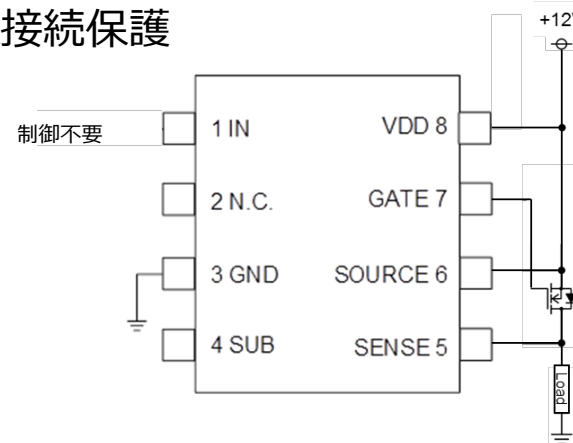 接続保護
+12V
制御不要
1 IN
VDD 8
2 N.C.
GATE 7
3 GND
SOURCE 6
4 SUB
SENSE 5
Load